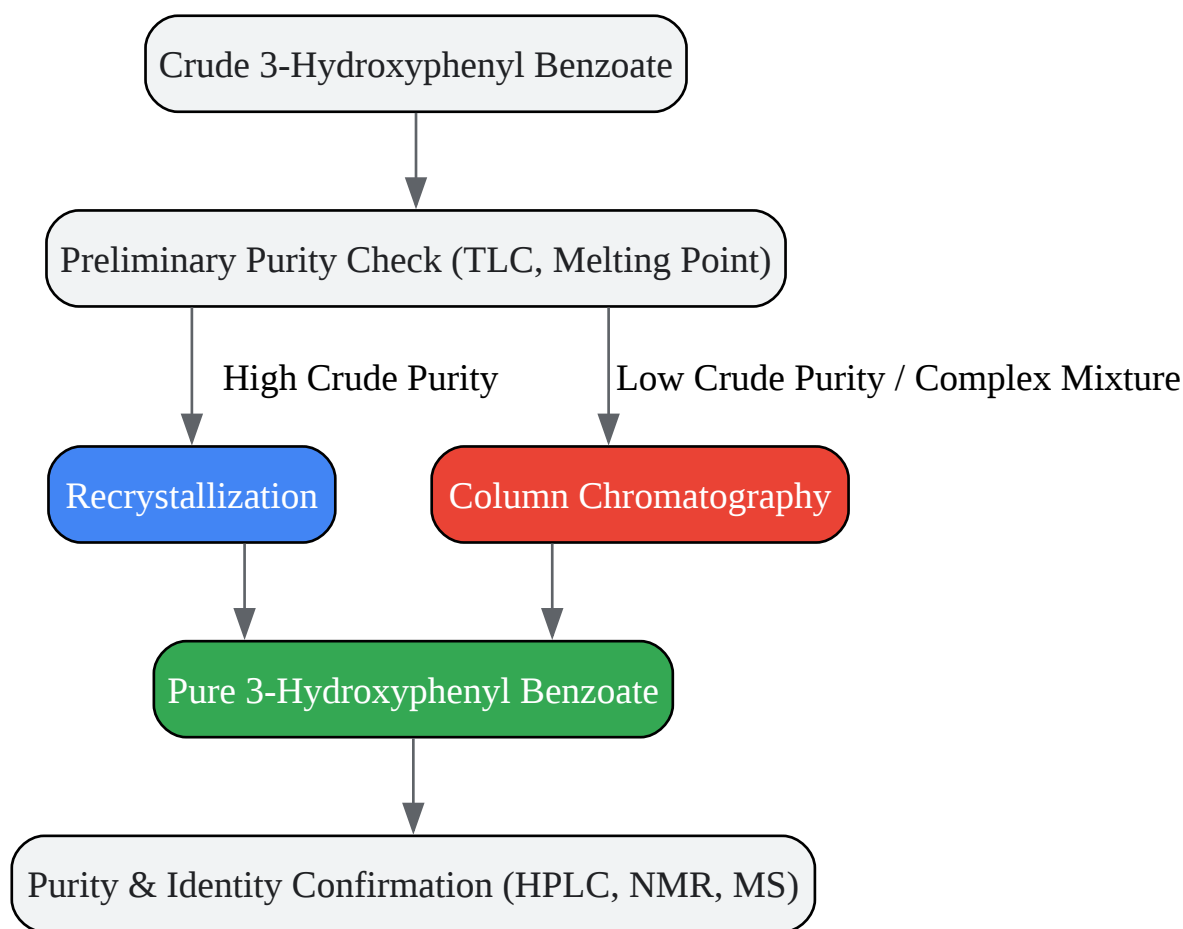 Crude 3-Hydroxyphenyl Benzoate
Preliminary Purity Check (TLC, Melting Point)
High Crude Purity
Low Crude Purity / Complex Mixture
Recrystallization
Column Chromatography
Pure 3-Hydroxyphenyl Benzoate
Purity & Identity Confirmation (HPLC, NMR, MS)